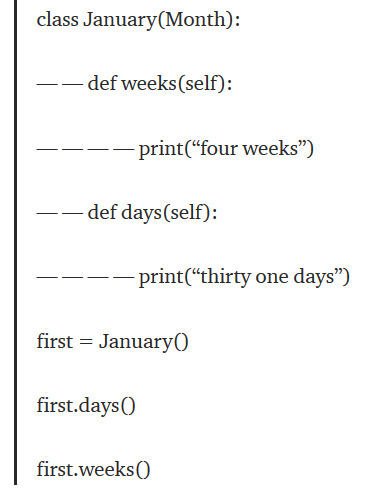 class January(Month):
— — def weeks(self):
— — — — print(“four weeks”)
— — def days(self):
— — — — print(“thirty one days”)
first = January()
first.days()
first.weeks()